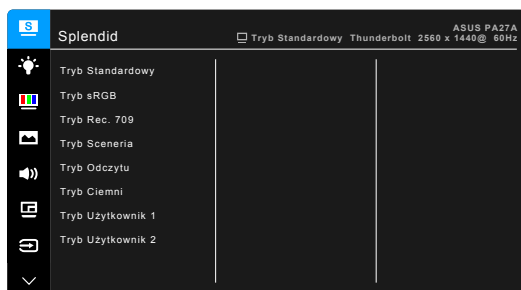 S
Splendid
ASUS PA27A
Tryb Standardowy Thunderbolt 2560 x 1440@ 60Hz
Tryb Standardowy
Tryb sRGB
Tryb Rec. 709
Tryb Sceneria
Tryb Odczytu
Tryb Ciemni
Tryb Użytkownik 1
Tryb Użytkownik 2